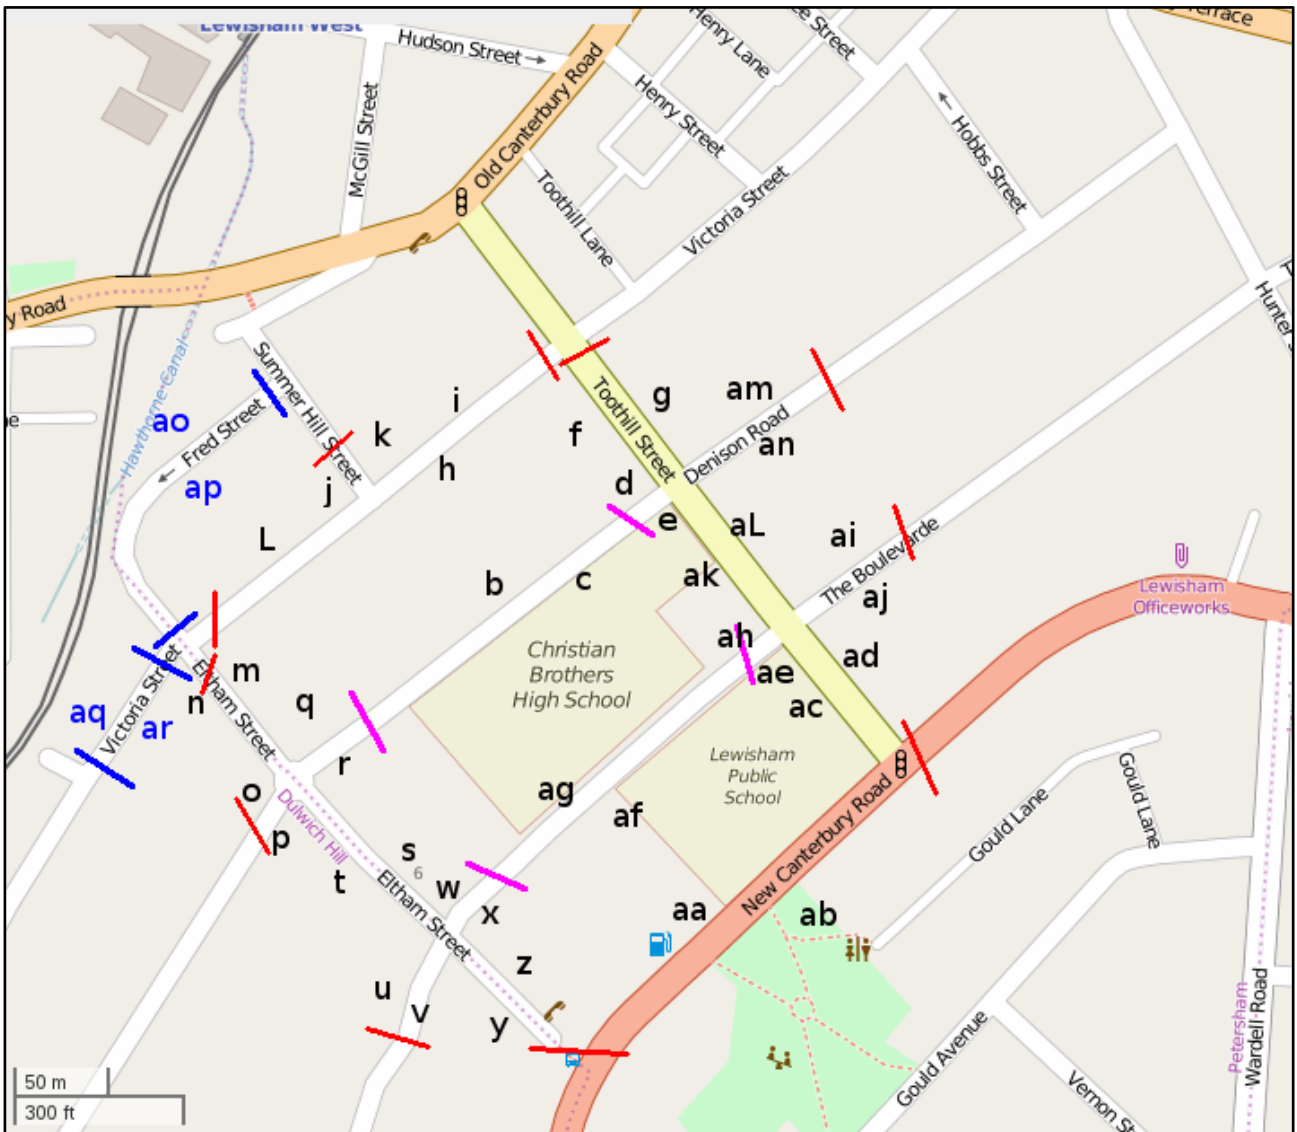 Lewisham West
Hudson Street
Henry Lane
ee Street
Terrace
McGill Street
Old Canterbury Road
Henry Street
Hobbs Street
Toothill Lane
Victoria Street
y Road
Hunter
Hawthorne Canal
Summer Hill Street
ao
Fred Street
ap
k
i
h
j
L
f
g
am
Toothill Street
Denison Road
an
d
e
aL
ai
The Boulevarde
aj
b
c
ak
ah
ae
ad
ac
Lewisham
Officeworks
Christian
Brothers
High School
Lewisham
Public
School
m
n
q
aq
Victoria Street
ar
Eltham Street
r
o
p
Dulwich Hill
ag
af
s
6
t
w
x
Eltham Street
z
u
v
y
aa
New Canterbury Road
ab
Gould Lane
Gould Lane
Gould Avenue
Vernon St
Petersham
Wardell Road
50 m
300 ft